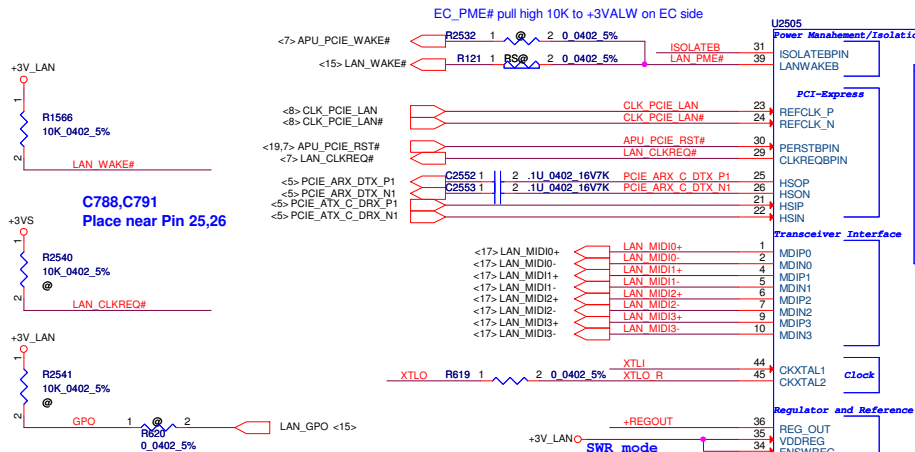 EC_PME# pull high 10K to +3VALW on EC side
U2505
Power Manahement/Isolatio
<7> APU_PCIE_WAKE# R2532 1 @ 2 0_0402_5%
ISOLATEB 31 ISOLATEBPIN
<15> LAN_WAKE# R121 1 RS@ 2 0_0402_5% LAN_PME# 39 LANWAKEB
+3V_LAN
1
R1566
10K_0402_5%
2
LAN_WAKE#
PCI-Express
<8> CLK_PCIE_LAN CLK_PCIE_LAN 23 REFCLK_P
<8> CLK_PCIE_LAN# CLK_PCIE_LAN# 24 REFCLK_N
<19,7> APU_PCIE_RST# APU_PCIE_RST# 30 PERSTBPIN
<7> LAN_CLKREQ# LAN_CLKREQ# 29 CLKREQBPIN
<5> PCIE_ARX_DTX_P1 C2552 1 2 .1U_0402_16V7K PCIE_ARX_C_DTX_P1 25 HSOP
<5> PCIE_ARX_DTX_N1 C2553 1 2 .1U_0402_16V7K PCIE_ARX_C_DTX_N1 26 HSON
<5> PCIE_ATX_C_DRX_P1 21 HSIP
<5> PCIE_ATX_C_DRX_N1 22 HSIN
C788,C791
Place near Pin 25,26
+3VS
1
R2540
10K_0402_5%
@
2
LAN_CLKREQ#
Transceiver Interface
<17> LAN_MIDI0+ LAN_MIDI0+ 1 MDIP0
<17> LAN_MIDI0- LAN_MIDI0- 2 MDIN0
<17> LAN_MIDI1+ LAN_MIDI1+ 4 MDIP1
<17> LAN_MIDI1- LAN_MIDI1- 5 MDIN1
<17> LAN_MIDI2+ LAN_MIDI2+ 6 MDIP2
<17> LAN_MIDI2- LAN_MIDI2- 7 MDIN2
<17> LAN_MIDI3+ LAN_MIDI3+ 9 MDIP3
<17> LAN_MIDI3- LAN_MIDI3- 10 MDIN3
+3V_LAN
1
R2541
10K_0402_5%
@
2
GPO 1 @ 2 LAN_GPO <15>
R620
0_0402_5%
XTLI 44 CKXTAL1
XTLO R619 1 2 0_0402_5% XTLO_R 45 CKXTAL2
Clock
Regulator and Reference
+REGOUT 36 REG_OUT
+3V_LAN 35 VDDREG
SWR mode 34 ENSWREG